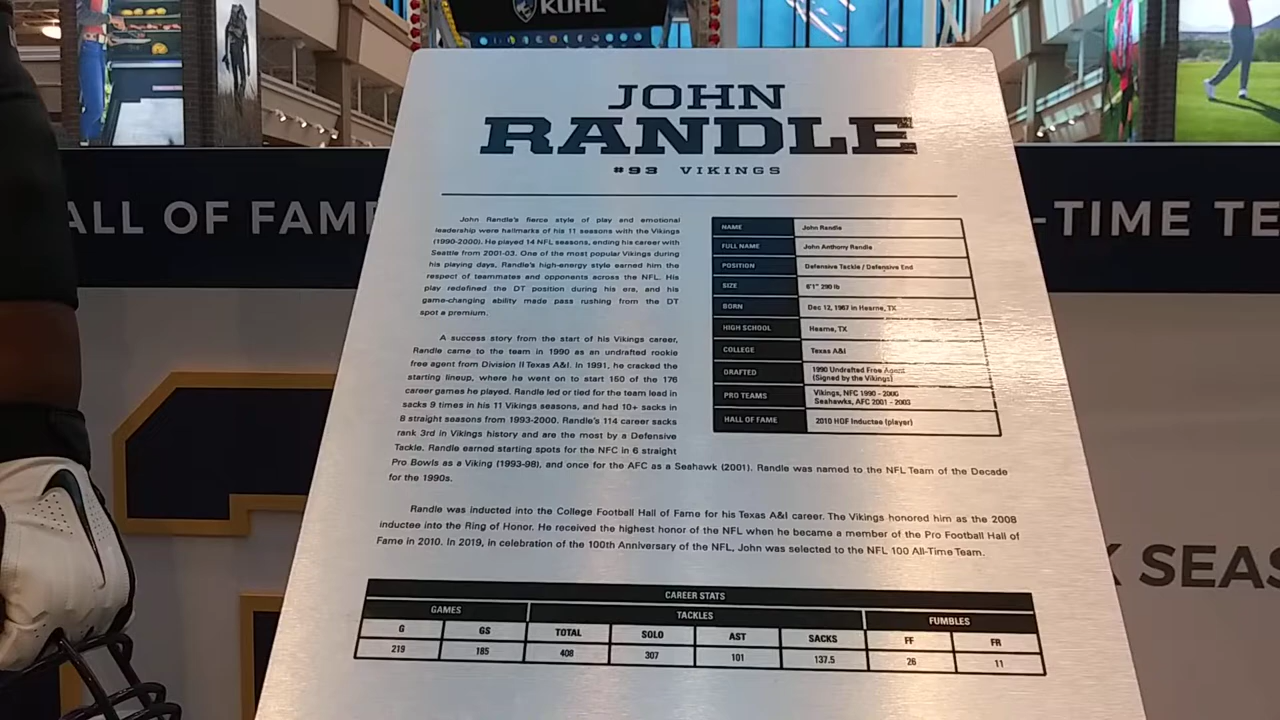 KÜHL
JOHN
RANDLE
#93 VIKINGS
ALL OF FAME
-TIME TE
John Randle's fierce style of play and emotional
leadership were hallmarks of his 11 seasons with the Vikings
(1990-2000). He played 14 NFL seasons, ending his career with
Seattle from 2001-03. One of the most popular Vikings during
his playing days, Randle's high-energy style earned him the
respect of teammates and opponents across the NFL. His
play redefined the DT position during his era, and his
game-changing ability made pass rushing from the DT
spot a premium.
A success story from the start of his Vikings career,
Randle came to the team in 1990 as an undrafted rookie
free agent from Division II Texas A&I. In 1991, he cracked the
starting lineup, where he went on to start 150 of the 176
career games he played. Randle led or tied for the team lead in
sacks 9 times in his 11 Vikings seasons, and had 10+ sacks in
8 straight seasons from 1993-2000. Randle's 114 career sacks
rank 3rd in Vikings history and are the most by a Defensive
Tackle. Randle earned starting spots for the NFC in 6 straight
Pro Bowls as a Viking (1993-98), and once for the AFC as a Seahawk (2001). Randle was named to the NFL Team of the Decade
for the 1990s.
NAME John Randle
FULL NAME John Anthony Randle
POSITION Defensive Tackle / Defensive End
SIZE 6'1" 290 lb
BORN Dec 12, 1967 in Hearne, TX
HIGH SCHOOL Hearne, TX
COLLEGE Texas A&I
DRAFTED 1990 Undrafted Free Agent
(Signed by the Vikings)
PRO TEAMS Vikings, NFC 1990 - 2000
Seahawks, AFC 2001 - 2003
HALL OF FAME 2010 HOF Inductee (player)
Randle was inducted into the College Football Hall of Fame for his Texas A&I career. The Vikings honored him as the 2008
inductee into the Ring of Honor. He received the highest honor of the NFL when he became a member of the Pro Football Hall of
Fame in 2010. In 2019, in celebration of the 100th Anniversary of the NFL, John was selected to the NFL 100 All-Time Team.
SEAS
CAREER STATS
GAMES TACKLES FUMBLES
G GS TOTAL SOLO AST SACKS FF FR
219 185 408 307 101 137.5 26 11